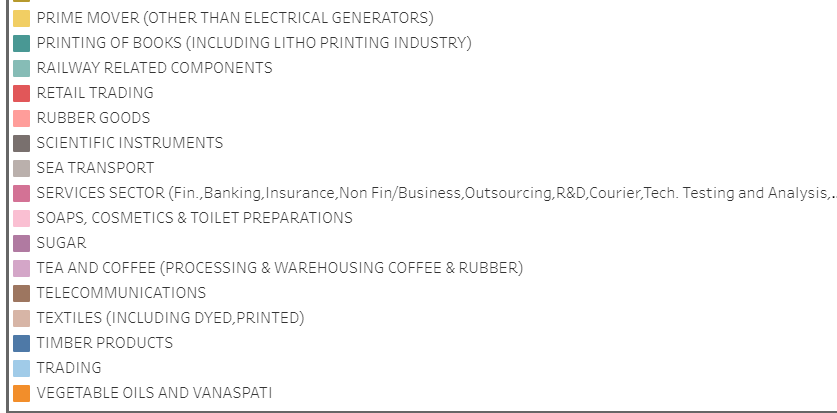 PRIME MOVER (OTHER THAN ELECTRICAL GENERATORS)
PRINTING OF BOOKS (INCLUDING LITHO PRINTING INDUSTRY)
RAILWAY RELATED COMPONENTS
RETAIL TRADING
RUBBER GOODS
SCIENTIFIC INSTRUMENTS
SEA TRANSPORT
SERVICES SECTOR (Fin.,Banking,Insurance,Non Fin/Business,Outsourcing,R&D,Courier,Tech. Testing and Analysis,..
SOAPS, COSMETICS & TOILET PREPARATIONS
SUGAR
TEA AND COFFEE (PROCESSING & WAREHOUSING COFFEE & RUBBER)
TELECOMMUNICATIONS
TEXTILES (INCLUDING DYED,PRINTED)
TIMBER PRODUCTS
TRADING
VEGETABLE OILS AND VANASPATI